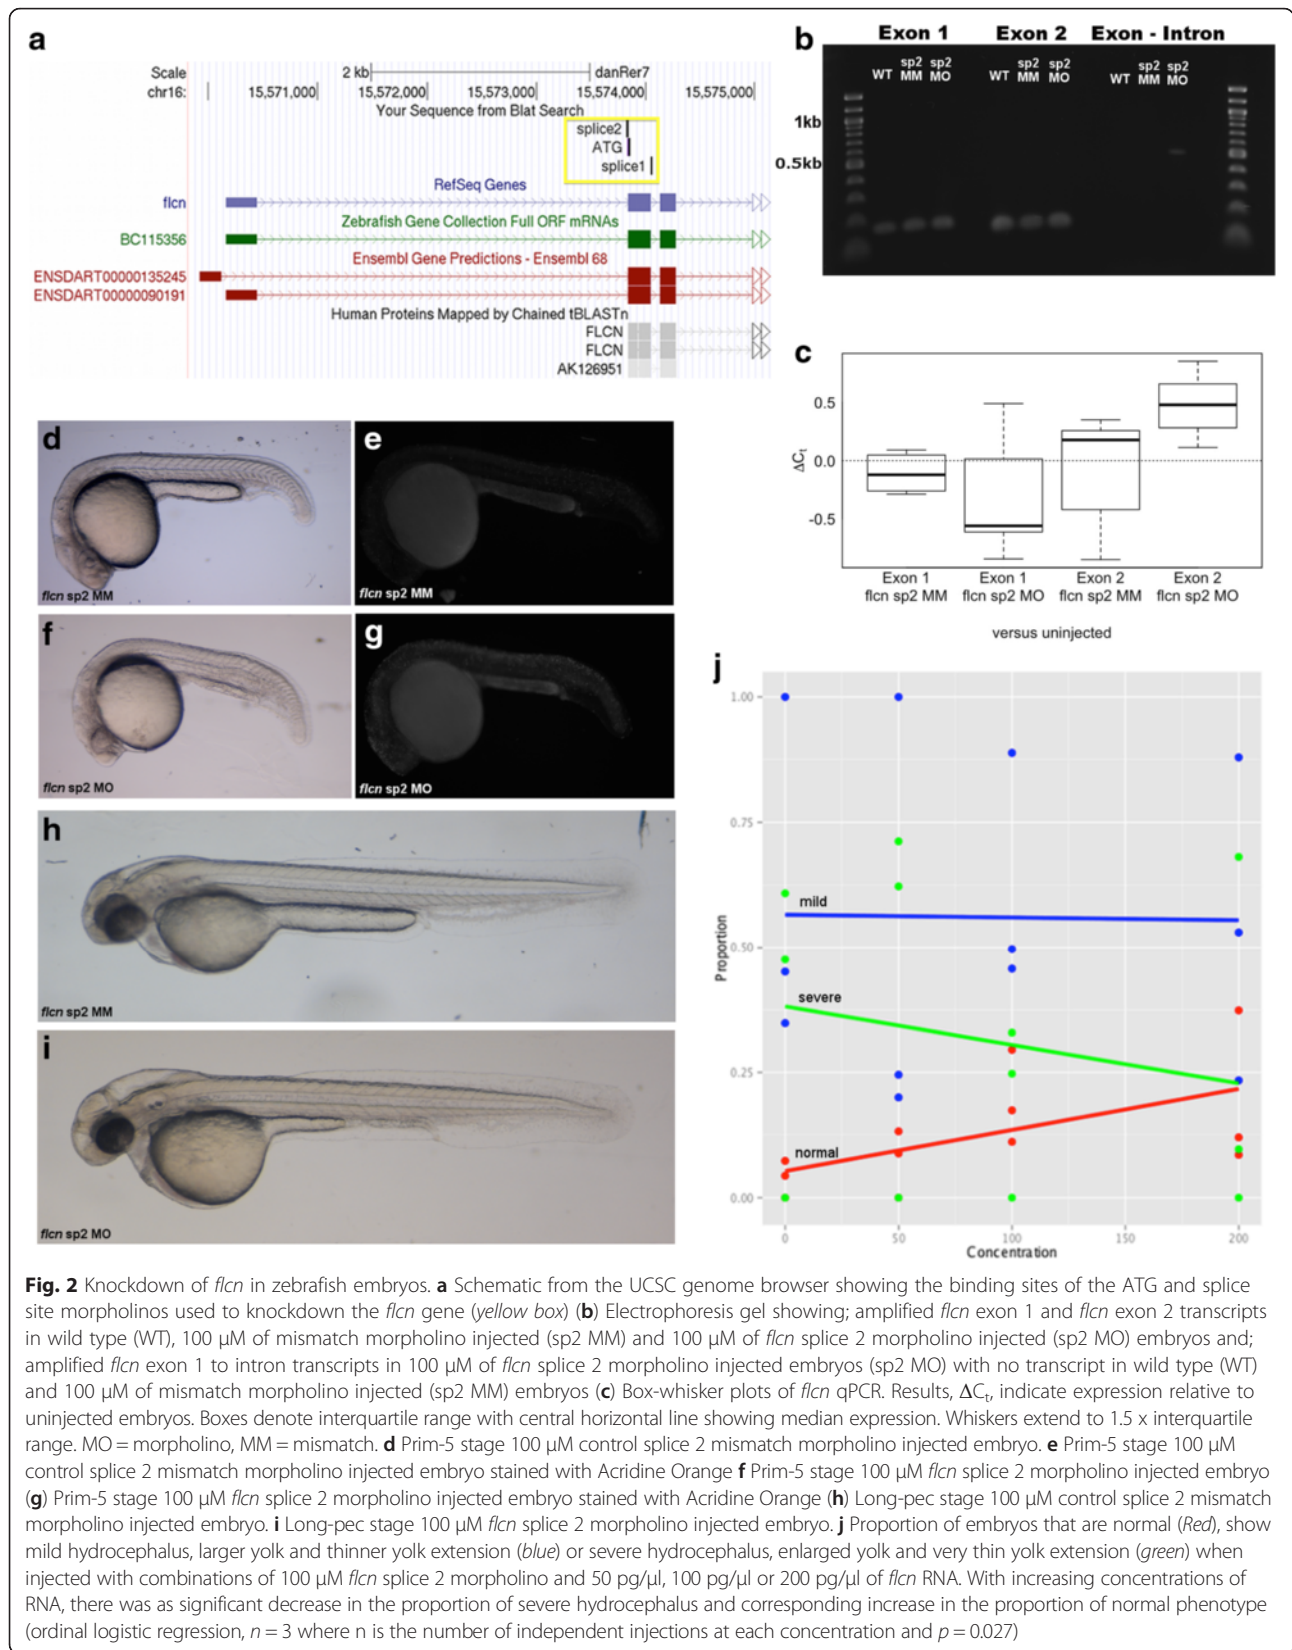 a
Scale 2 kb danRer7
chr16: 15,571,000 15,572,000 15,573,000 15,574,000 15,575,000
Your Sequence from Blat Search
splice2
ATG
splice1
RefSeq Genes
flcn
Zebrafish Gene Collection Full ORF mRNAs
BC115356
Ensembl Gene Predictions - Ensembl 68
ENSDART00000135245
ENSDART00000090191
Human Proteins Mapped by Chained tBLASTn
FLCN
FLCN
AK126951
b
Exon 1 Exon 2 Exon - Intron
WT sp2 MM sp2 MO WT sp2 MM sp2 MO WT sp2 MM sp2 MO
1kb
0.5kb
c
0.5
0.0
-0.5
ΔCt
Exon 1 Exon 1 Exon 2 Exon 2
flcn sp2 MM flcn sp2 MO flcn sp2 MM flcn sp2 MO
versus uninjected
d
flcn sp2 MM
e
flcn sp2 MM
f
flcn sp2 MO
g
flcn sp2 MO
h
flcn sp2 MM
i
flcn sp2 MO
j
1.00
0.75
0.50
0.25
0.00
Proportion
mild
severe
normal
0 50 100 150 200
Concentration
Fig. 2 Knockdown of flcn in zebrafish embryos. a Schematic from the UCSC genome browser showing the binding sites of the ATG and splice
site morpholinos used to knockdown the flcn gene (yellow box) (b) Electrophoresis gel showing; amplified flcn exon 1 and flcn exon 2 transcripts
in wild type (WT), 100 μM of mismatch morpholino injected (sp2 MM) and 100 μM of flcn splice 2 morpholino injected (sp2 MO) embryos and;
amplified flcn exon 1 to intron transcripts in 100 μM of flcn splice 2 morpholino injected embryos (sp2 MO) with no transcript in wild type (WT)
and 100 μM of mismatch morpholino injected (sp2 MM) embryos (c) Box-whisker plots of flcn qPCR. Results, ΔCt, indicate expression relative to
uninjected embryos. Boxes denote interquartile range with central horizontal line showing median expression. Whiskers extend to 1.5 x interquartile
range. MO = morpholino, MM = mismatch. d Prim-5 stage 100 μM control splice 2 mismatch morpholino injected embryo. e Prim-5 stage 100 μM
control splice 2 mismatch morpholino injected embryo stained with Acridine Orange f Prim-5 stage 100 μM flcn splice 2 morpholino injected embryo
(g) Prim-5 stage 100 μM flcn splice 2 morpholino injected embryo stained with Acridine Orange (h) Long-pec stage 100 μM control splice 2 mismatch
morpholino injected embryo. i Long-pec stage 100 μM flcn splice 2 morpholino injected embryo. j Proportion of embryos that are normal (Red), show
mild hydrocephalus, larger yolk and thinner yolk extension (blue) or severe hydrocephalus, enlarged yolk and very thin yolk extension (green) when
injected with combinations of 100 μM flcn splice 2 morpholino and 50 pg/μl, 100 pg/μl or 200 pg/μl of flcn RNA. With increasing concentrations of
RNA, there was as significant decrease in the proportion of severe hydrocephalus and corresponding increase in the proportion of normal phenotype
(ordinal logistic regression, n = 3 where n is the number of independent injections at each concentration and p = 0.027)